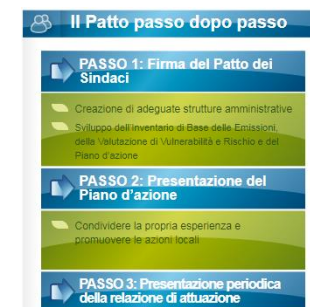 Il Patto passo dopo passo
PASSO 1: Firma del Patto dei
Sindaci
Creazione di adeguate strutture amministrative
Sviluppo dell'Inventario di Base delle Emissioni,
della Valutazione di Vulnerabilità e Rischio e del
Piano d'azione
PASSO 2: Presentazione del
Piano d'azione
Condividere la propria esperienza e
promuovere le azioni locali
PASSO 3: Presentazione periodica
della relazione di attuazione